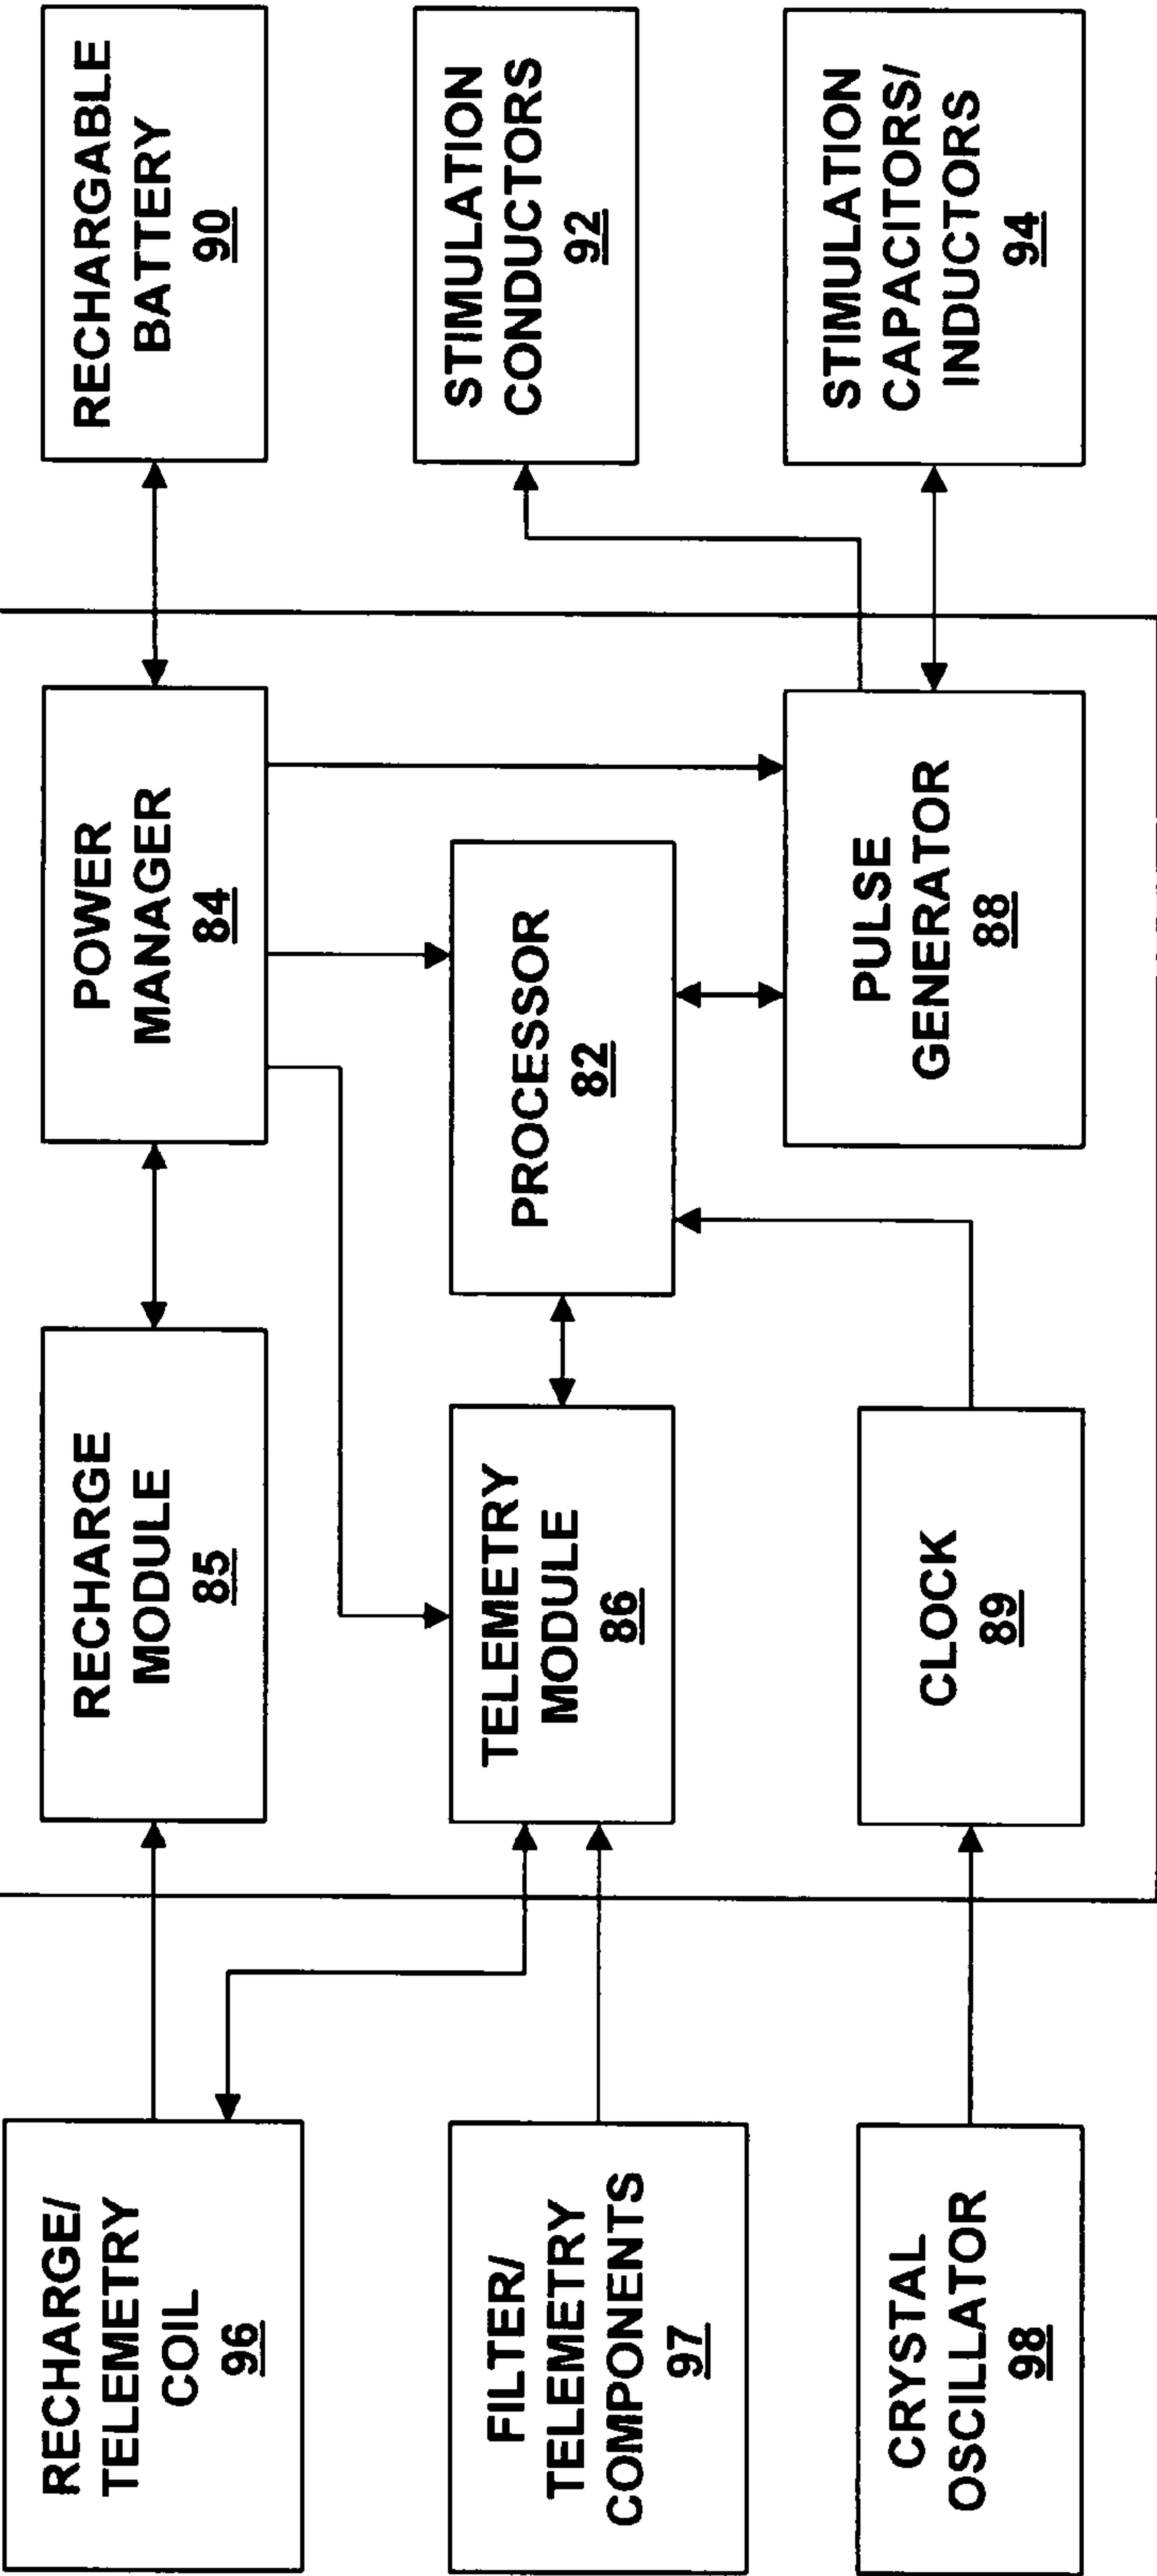 RECHARGE/
TELEMETRY
COIL
96
RECHARGE
MODULE
85
POWER
MANAGER
84
RECHARGABLE
BATTERY
90
FILTER/
TELEMETRY
COMPONENTS
97
TELEMETRY
MODULE
86
PROCESSOR
82
STIMULATION
CONDUCTORS
92
CRYSTAL
OSCILLATOR
98
CLOCK
89
PULSE
GENERATOR
88
STIMULATION
CAPACITORS/
INDUCTORS
94